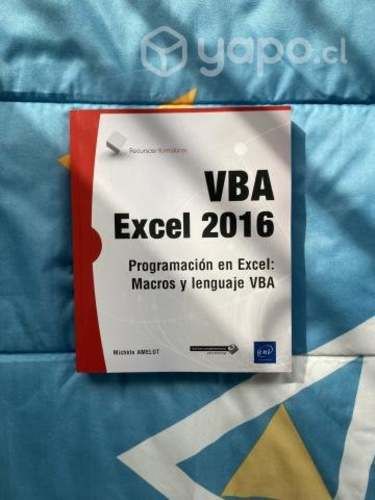 yapo.cl
Recursos Informáticos
VBA
Excel 2016
Programación en Excel:
Macros y lenguaje VBA
Michèle AMELOT
eni